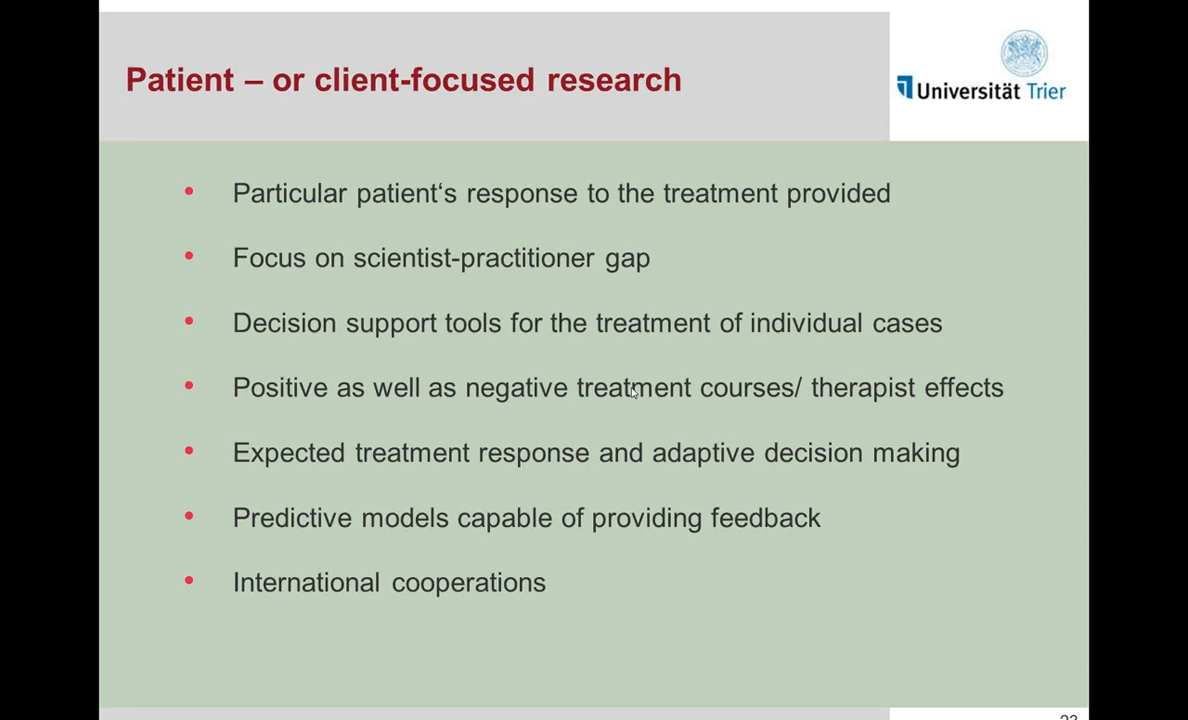 Patient – or client-focused research
Universität Trier
• Particular patient‘s response to the treatment provided
• Focus on scientist-practitioner gap
• Decision support tools for the treatment of individual cases
• Positive as well as negative treatment courses/ therapist effects
• Expected treatment response and adaptive decision making
• Predictive models capable of providing feedback
• International cooperations